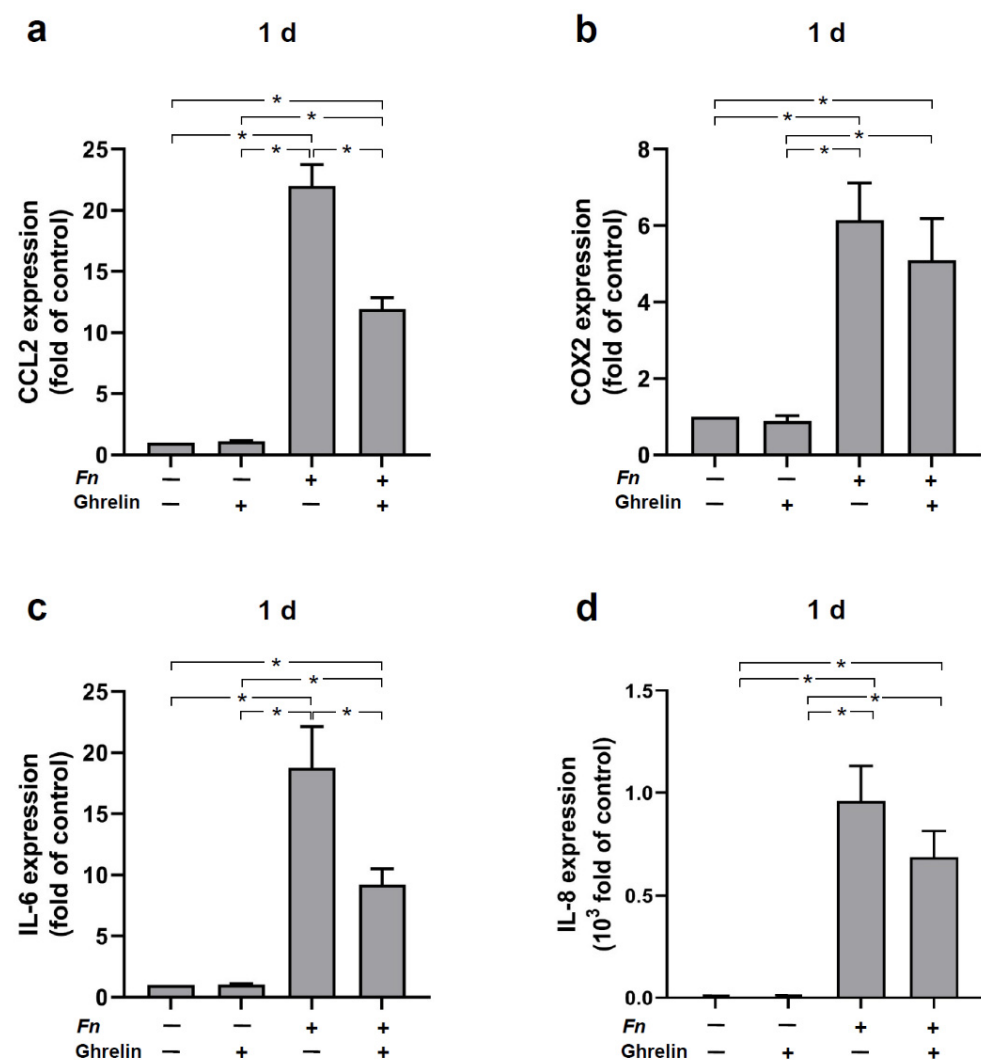 a 1 d
* 
*
*
* *
CCL2 expression
(fold of control)
25
20
15
10
5
0
Fn — — + +
Ghrelin — + — +
b 1 d
*
*
*
*
COX2 expression
(fold of control)
8
6
4
2
0
Fn — — + +
Ghrelin — + — +
c 1 d
*
*
*
* *
IL-6 expression
(fold of control)
25
20
15
10
5
0
Fn — — + +
Ghrelin — + — +
d 1 d
*
*
*
*
IL-8 expression
(10³ fold of control)
1.5
1.0
0.5
0.0
Fn — — + +
Ghrelin — + — +